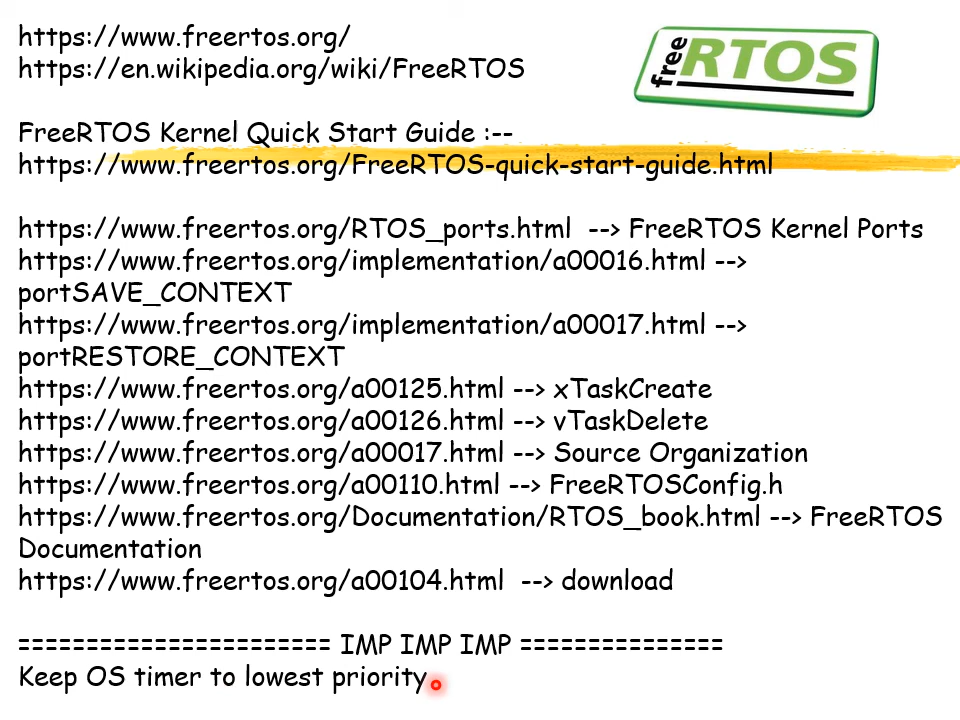 https://www.freertos.org/
https://en.wikipedia.org/wiki/FreeRTOS
free RTOS
FreeRTOS Kernel Quick Start Guide :--
https://www.freertos.org/FreeRTOS-quick-start-guide.html
https://www.freertos.org/RTOS_ports.html --> FreeRTOS Kernel Ports
https://www.freertos.org/implementation/a00016.html -->
portSAVE_CONTEXT
https://www.freertos.org/implementation/a00017.html -->
portRESTORE_CONTEXT
https://www.freertos.org/a00125.html --> xTaskCreate
https://www.freertos.org/a00126.html --> vTaskDelete
https://www.freertos.org/a00017.html --> Source Organization
https://www.freertos.org/a00110.html --> FreeRTOSConfig.h
https://www.freertos.org/Documentation/RTOS_book.html --> FreeRTOS
Documentation
https://www.freertos.org/a00104.html --> download
======================= IMP IMP IMP ===============
Keep OS timer to lowest priority